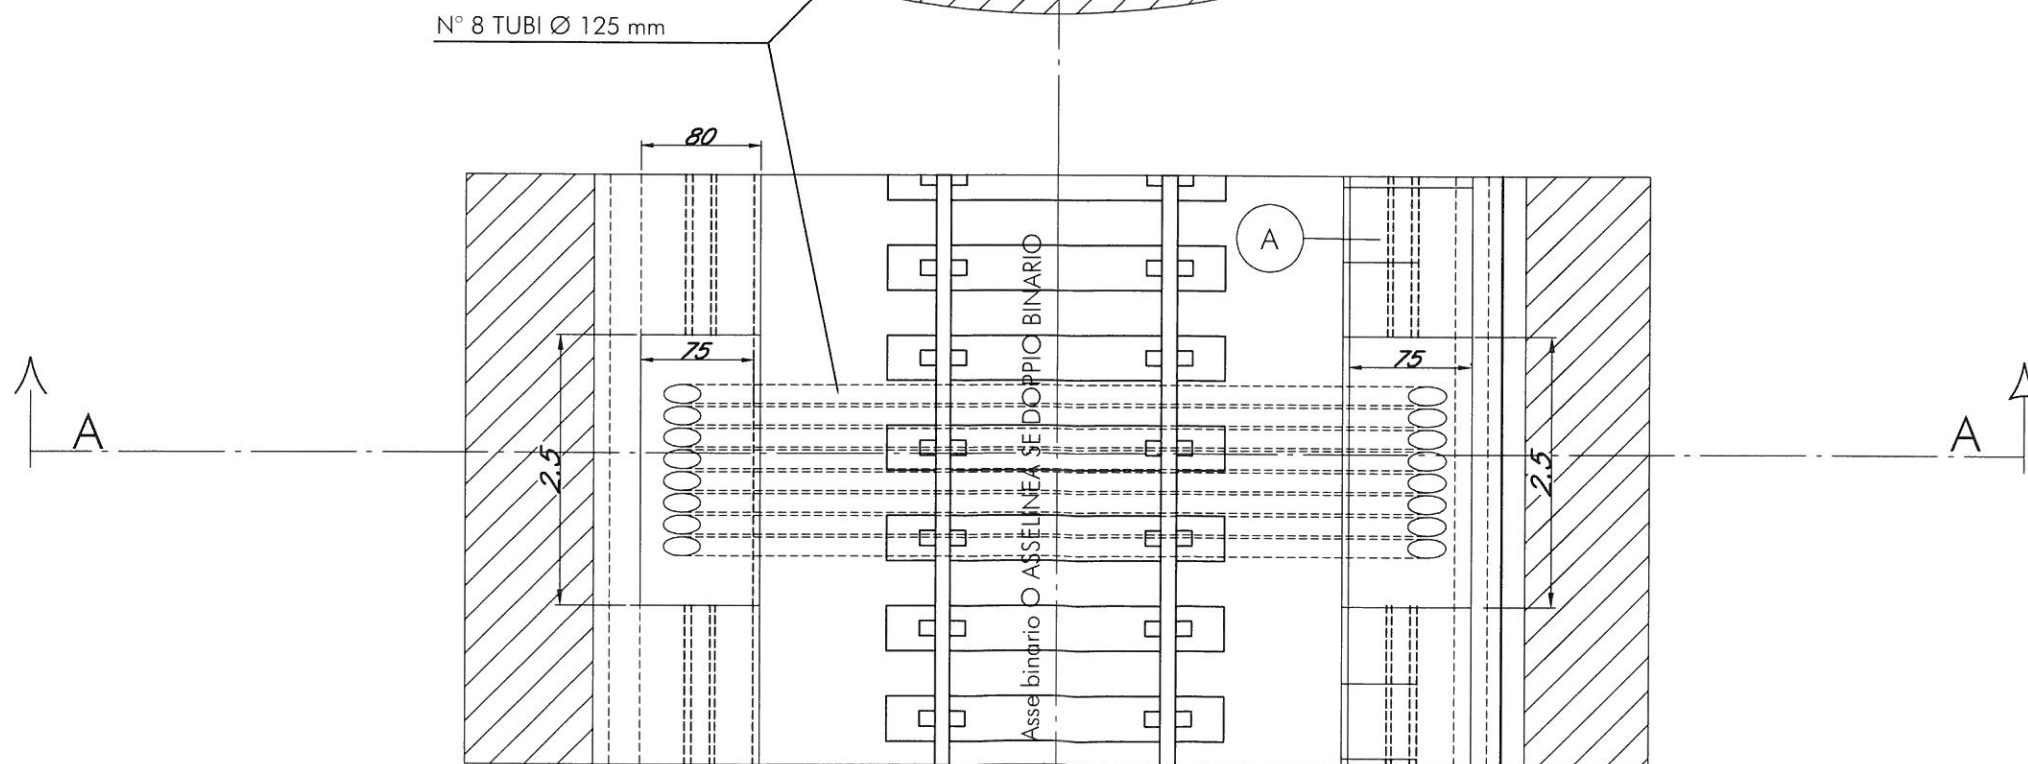 N° 8 TUBI Ø 125 mm
80
A
75
75
A
A
2.5
2.5
Asse binario O ASSELINEA SE DOPPIO BINARIO